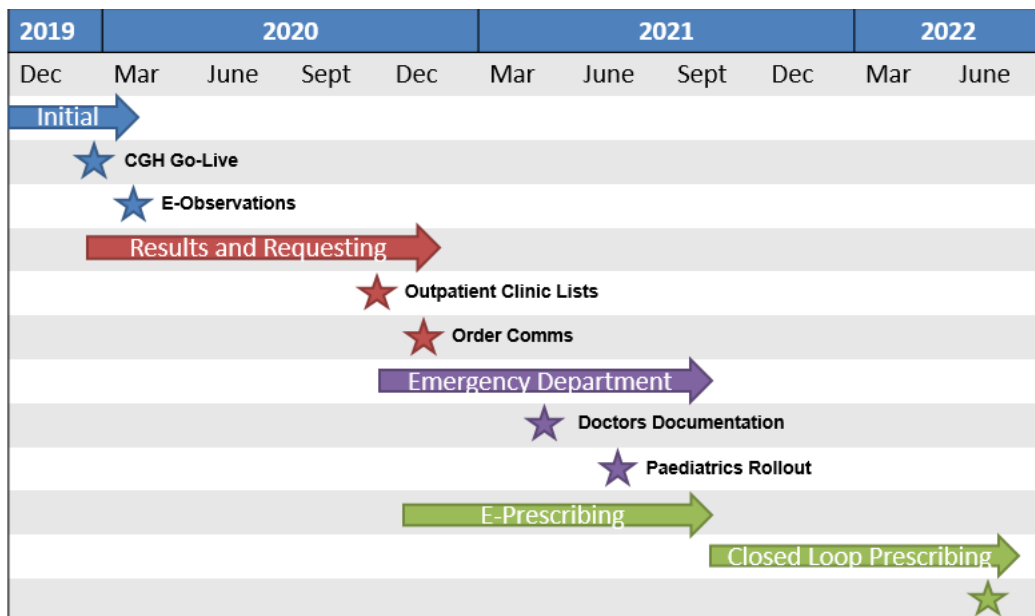 2019 2020 2021 2022
Dec Mar June Sept Dec Mar June Sept Dec Mar June
Initial
CGH Go-Live
E-Observations
Results and Requesting
Outpatient Clinic Lists
Order Comms
Emergency Department
Doctors Documentation
Paediatrics Rollout
E-Prescribing
Closed Loop Prescribing